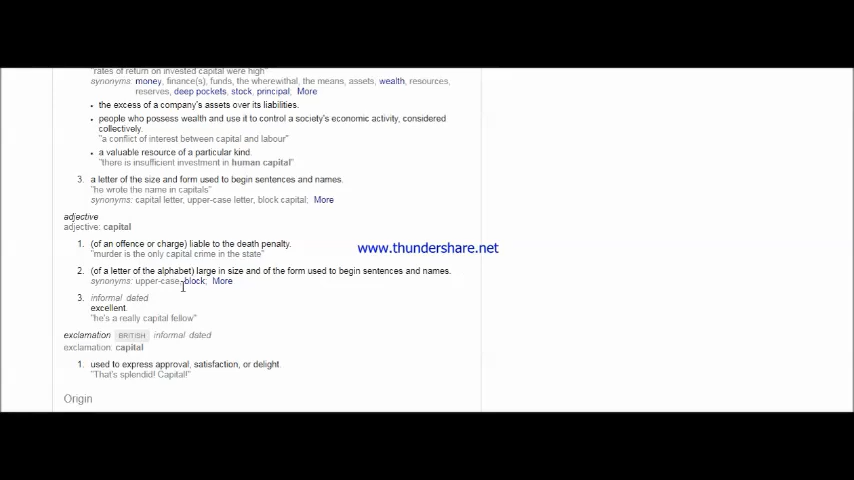 "rates of return on invested capital were high"
synonyms: money, finance(s), funds, the wherewithal, the means, assets, wealth, resources,
reserves, deep pockets, stock, principal; More
• the excess of a company's assets over its liabilities.
• people who possess wealth and use it to control a society's economic activity, considered
collectively.
"a conflict of interest between capital and labour"
• a valuable resource of a particular kind.
"there is insufficient investment in human capital"
3. a letter of the size and form used to begin sentences and names.
"he wrote the name in capitals"
synonyms: capital letter, upper-case letter, block capital; More
adjective
adjective: capital
1. (of an offence or charge) liable to the death penalty.
"murder is the only capital crime in the state"
www.thundershare.net
2. (of a letter of the alphabet) large in size and of the form used to begin sentences and names.
synonyms: upper-case, block; More
3. informal dated
excellent.
"he's a really capital fellow"
exclamation BRITISH informal dated
exclamation: capital
1. used to express approval, satisfaction, or delight.
"That's splendid! Capital!"
Origin